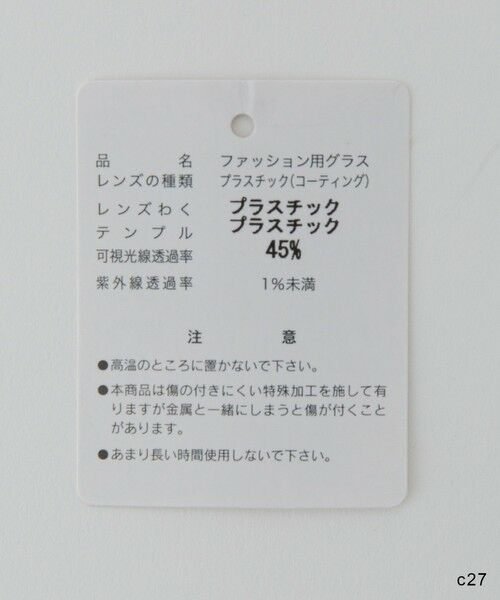 品名 ファッション用グラス
レンズの種類 プラスチック(コーティング)
レンズわく プラスチック
テンプル プラスチック
可視光線透過率 45%
紫外線透過率 1%未満
注意
●高温のところに置かないで下さい。
●本商品は傷の付きにくい特殊加工を施して有
りますが金属と一緒にしまうと傷が付くこと
があります。
●あまり長い時間使用しないで下さい。
c27